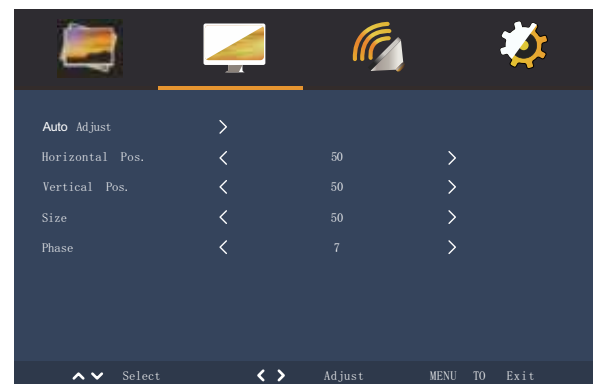 Auto Adjust
Horizontal Pos. 50
Vertical Pos. 50
Size 50
Phase 7
Select Adjust MENU TO Exit